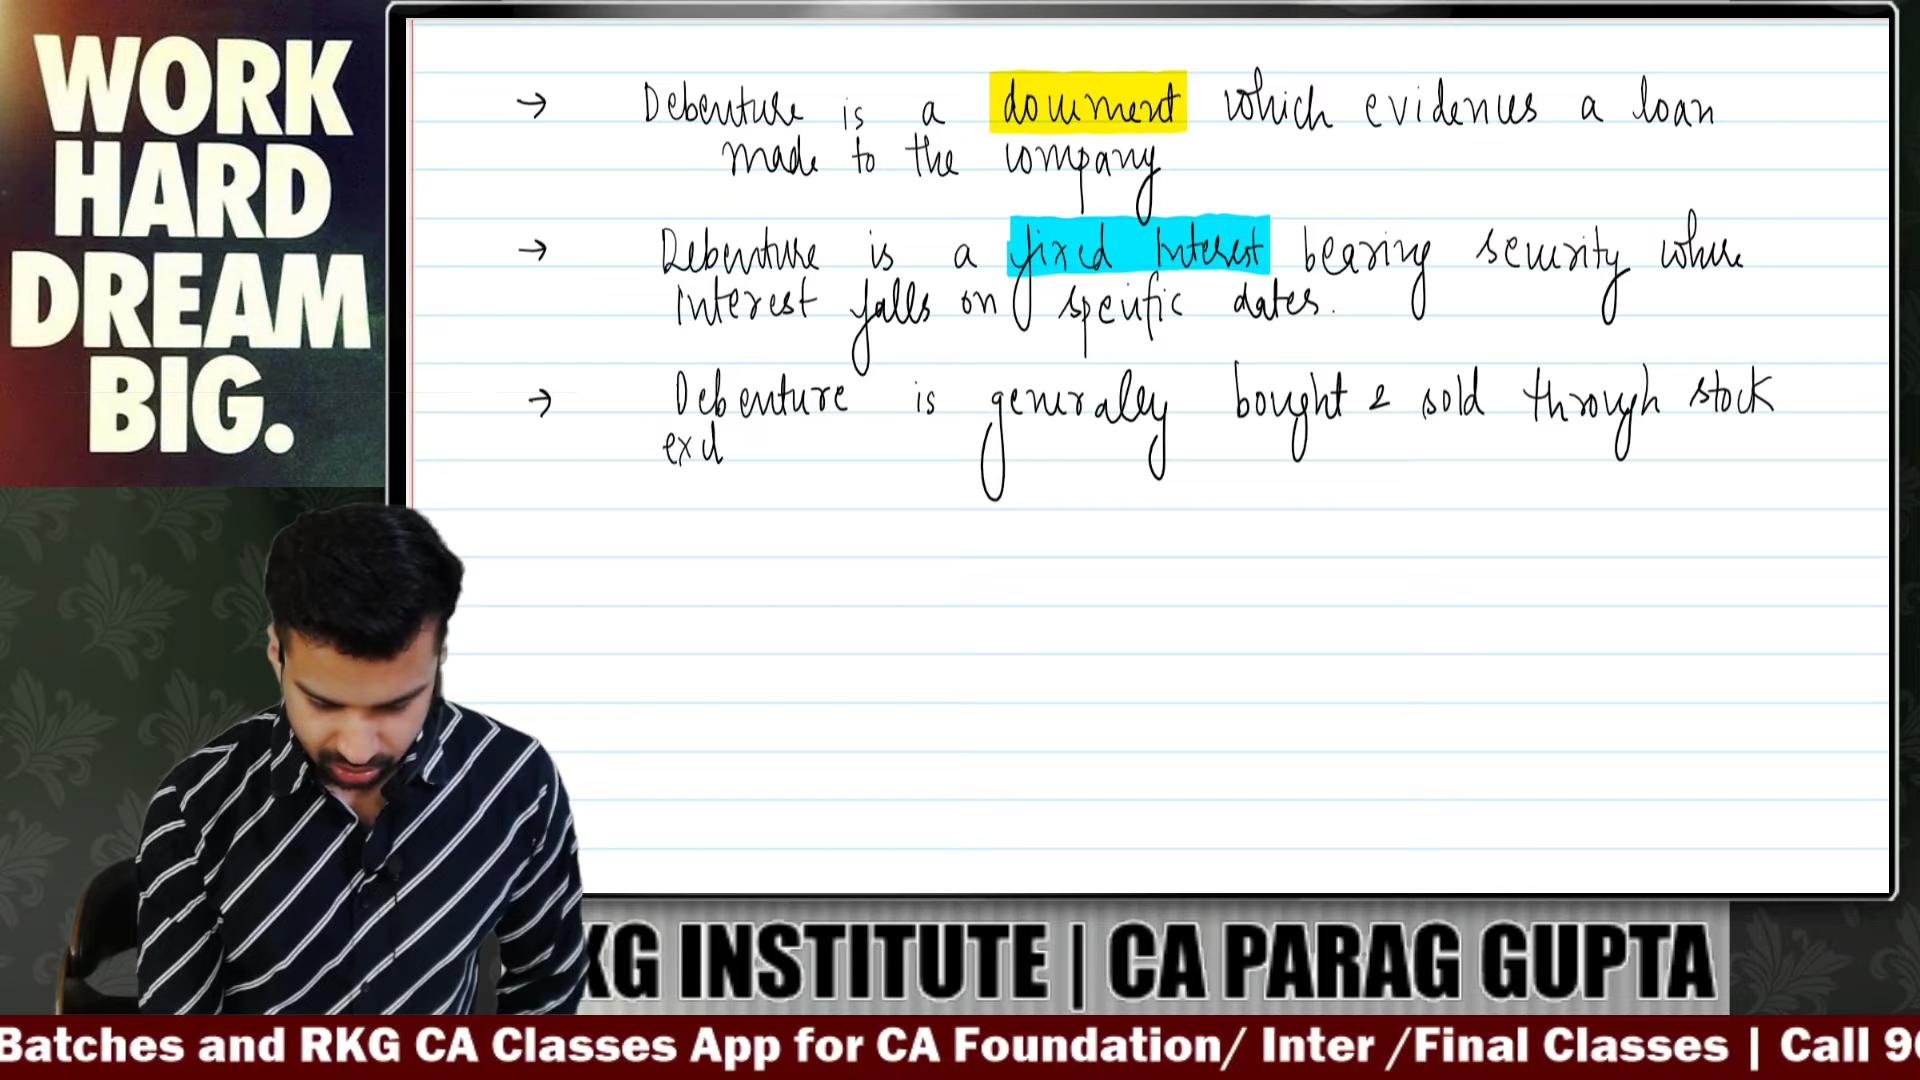 WORK
HARD
DREAM
BIG.
→ Debenture is a document which evidences a loan
made to the company
→ Debenture is a fixed interest bearing security where
interest falls on specific dates.
→ Debenture is generally bought & sold through stock
exc
KG INSTITUTE | CA PARAG GUPTA
Batches and RKG CA Classes App for CA Foundation/ Inter /Final Classes | Call 9